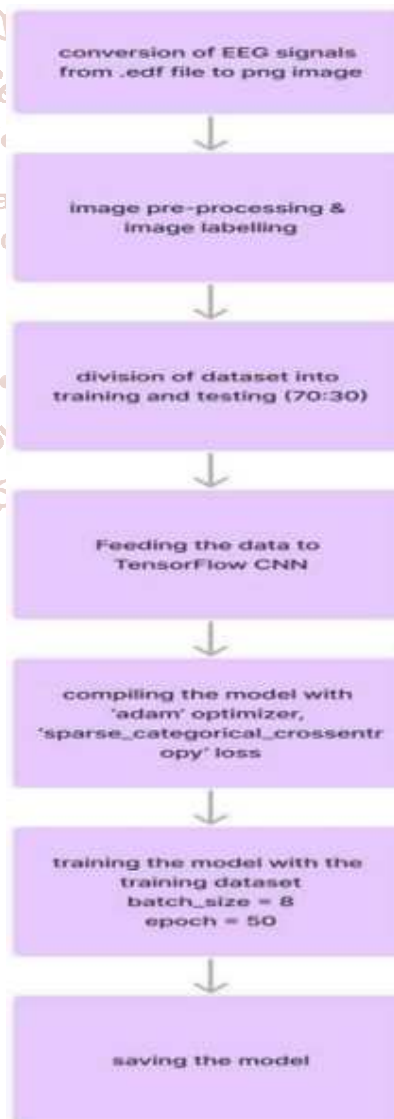 conversion of EEG signals
from .edf file to png image
image pre-processing &
image labelling
division of dataset into
training and testing (70:30)
Feeding the data to
TensorFlow CNN
compiling the model with
'adam' optimizer,
'sparse_categorical_crossentr
opy' loss
training the model with the
training dataset
batch_size = 8
epoch = 50
saving the model